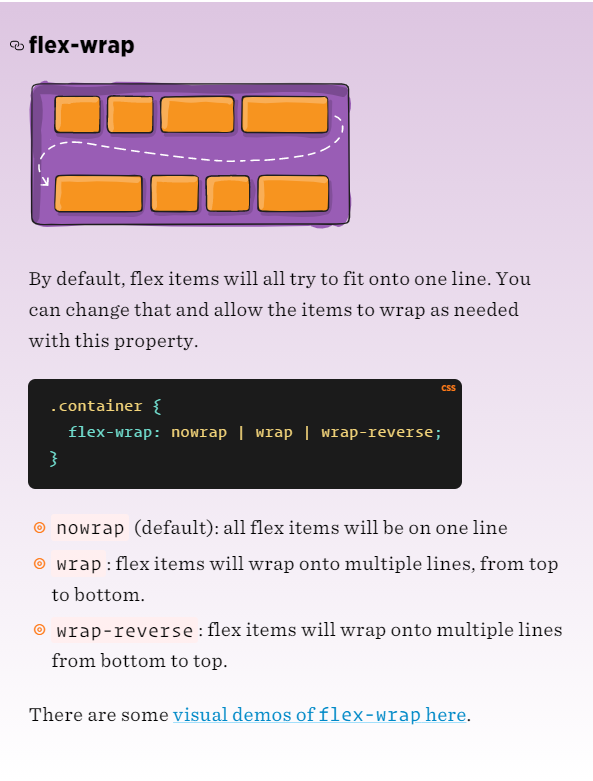 flex-wrap
By default, flex items will all try to fit onto one line. You
can change that and allow the items to wrap as needed
with this property.
CSS
.container {
  flex-wrap: nowrap | wrap | wrap-reverse;
}
nowrap (default): all flex items will be on one line
wrap: flex items will wrap onto multiple lines, from top
to bottom.
wrap-reverse: flex items will wrap onto multiple lines
from bottom to top.
There are some visual demos of flex-wrap here.